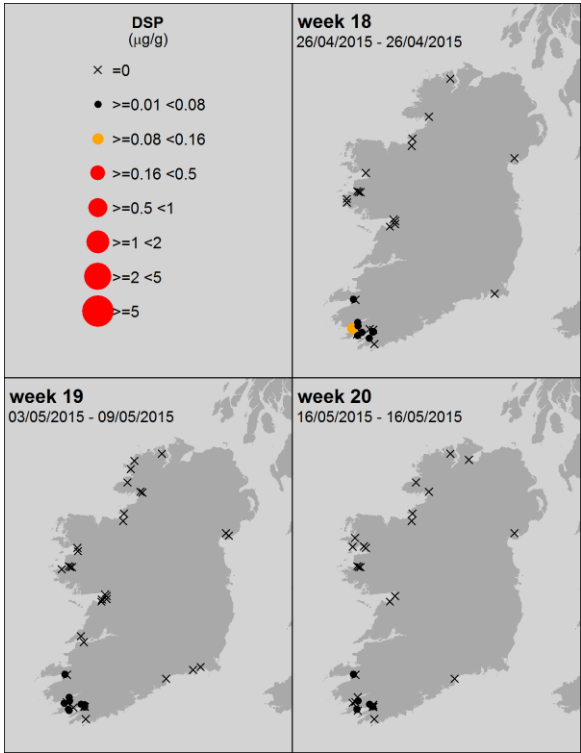 DSP
(μg/g)
=0
>=0.01 <0.08
>=0.08 <0.16
>=0.16 <0.5
>=0.5 <1
>=1 <2
>=2 <5
>=5
week 18
26/04/2015 - 26/04/2015
week 19
03/05/2015 - 09/05/2015
week 20
16/05/2015 - 16/05/2015